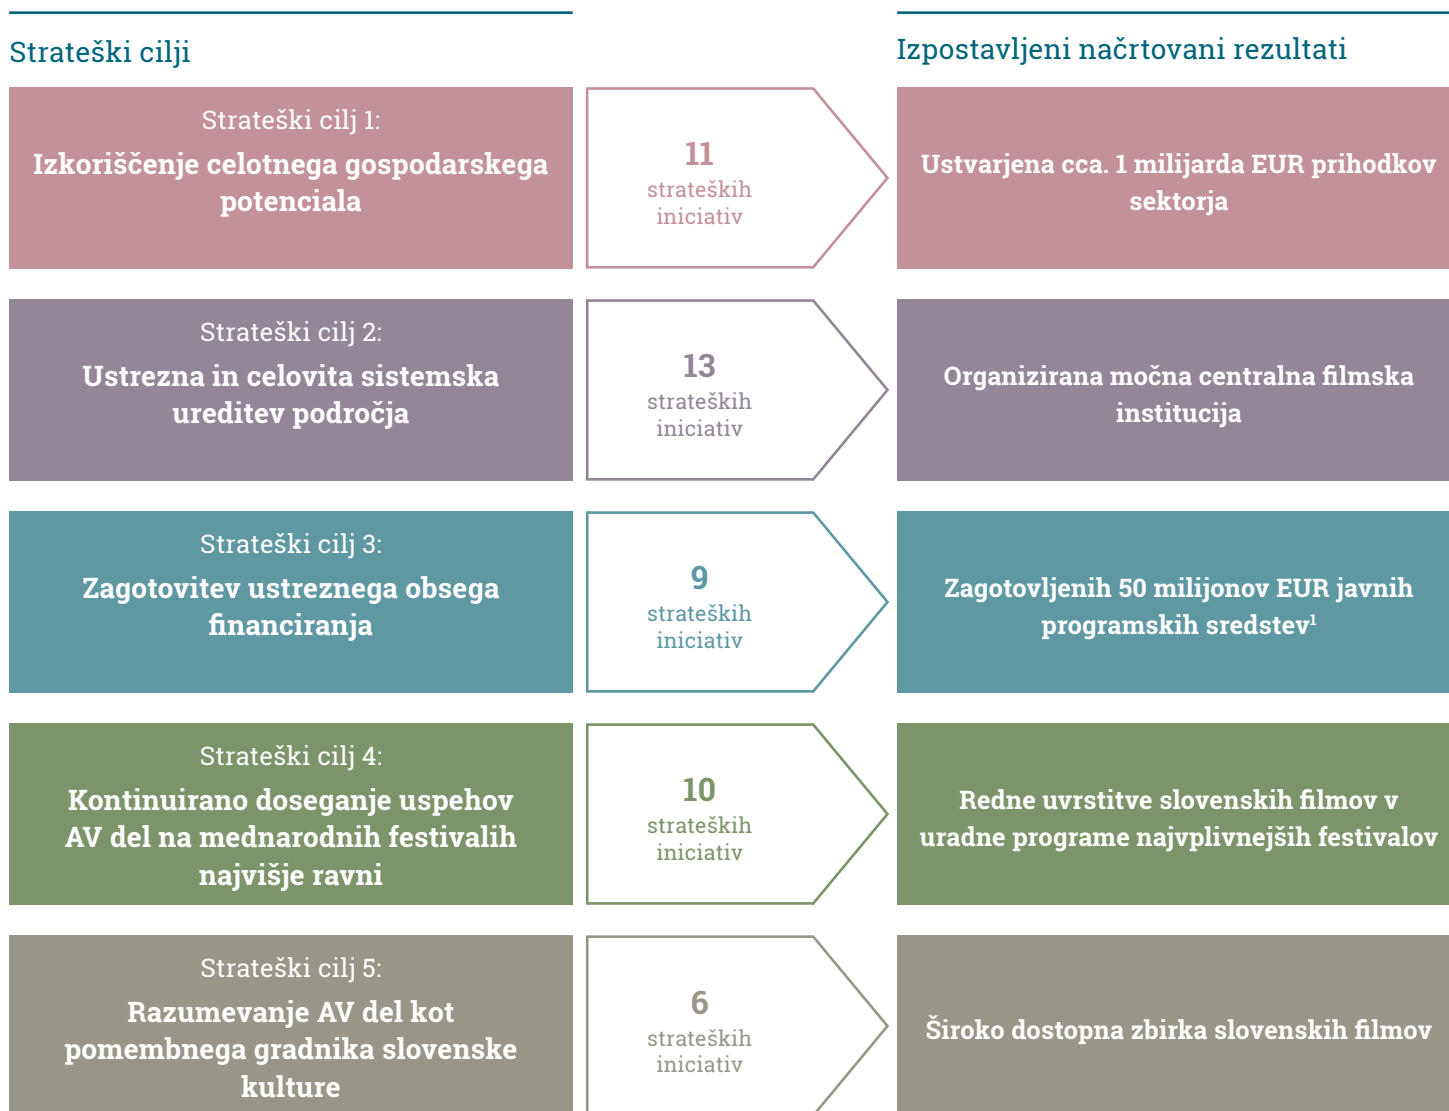 Strateški cilji
Izpostavljeni načrtovani rezultati
Strateški cilj 1:
Izkoriščenje celotnega gospodarskega
potenciala
11
strateških
iniciativ
Ustvarjena cca. 1 milijarda EUR prihodkov
sektorja
Strateški cilj 2:
Ustrezna in celovita sistemska
ureditev področja
13
strateških
iniciativ
Organizirana močna centralna filmska
institucija
Strateški cilj 3:
Zagotovitev ustreznega obsega
financiranja
9
strateških
iniciativ
Zagotovljenih 50 milijonov EUR javnih
programskih sredstev¹
Strateški cilj 4:
Kontinuirano doseganje uspehov
AV del na mednarodnih festivalih
najvišje ravni
10
strateških
iniciativ
Redne uvrstitve slovenskih filmov v
uradne programe najvplivnejših festivalov
Strateški cilj 5:
Razumevanje AV del kot
pomembnega gradnika slovenske
kulture
6
strateških
iniciativ
Široko dostopna zbirka slovenskih filmov